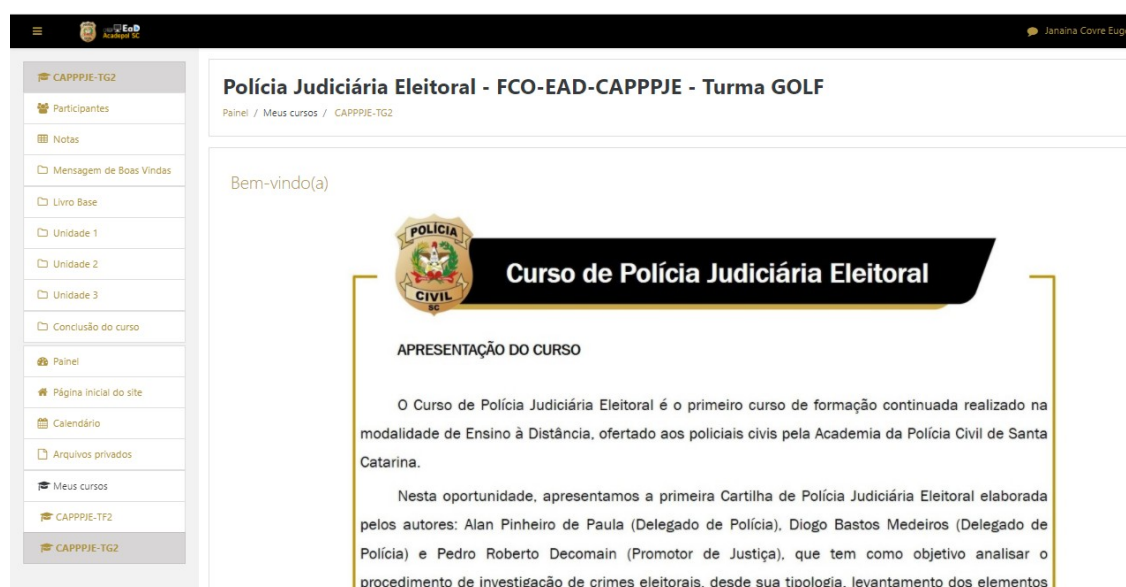 EaD
Acadepol SC
Janaina Covre
CAPPPJE-TG2
Participantes
Notas
Mensagem de Boas Vindas
Livro Base
Unidade 1
Unidade 2
Unidade 3
Conclusão do curso
Painel
Página inicial do site
Calendário
Arquivos privados
Meus cursos
CAPPPJE-TF2
CAPPPJE-TG2
Polícia Judiciária Eleitoral - FCO-EAD-CAPPPJE - Turma GOLF
Painel / Meus cursos / CAPPPJE-TG2
Bem-vindo(a)
POLÍCIA
CIVIL
SC
Curso de Polícia Judiciária Eleitoral
APRESENTAÇÃO DO CURSO
O Curso de Polícia Judiciária Eleitoral é o primeiro curso de formação continuada realizado na
modalidade de Ensino à Distância, ofertado aos policiais civis pela Academia da Polícia Civil de Santa
Catarina.
Nesta oportunidade, apresentamos a primeira Cartilha de Polícia Judiciária Eleitoral elaborada
pelos autores: Alan Pinheiro de Paula (Delegado de Polícia), Diogo Bastos Medeiros (Delegado de
Polícia) e Pedro Roberto Decomain (Promotor de Justiça), que tem como objetivo analisar o
procedimento de investigação de crimes eleitorais, desde sua tipologia, levantamento dos elementos